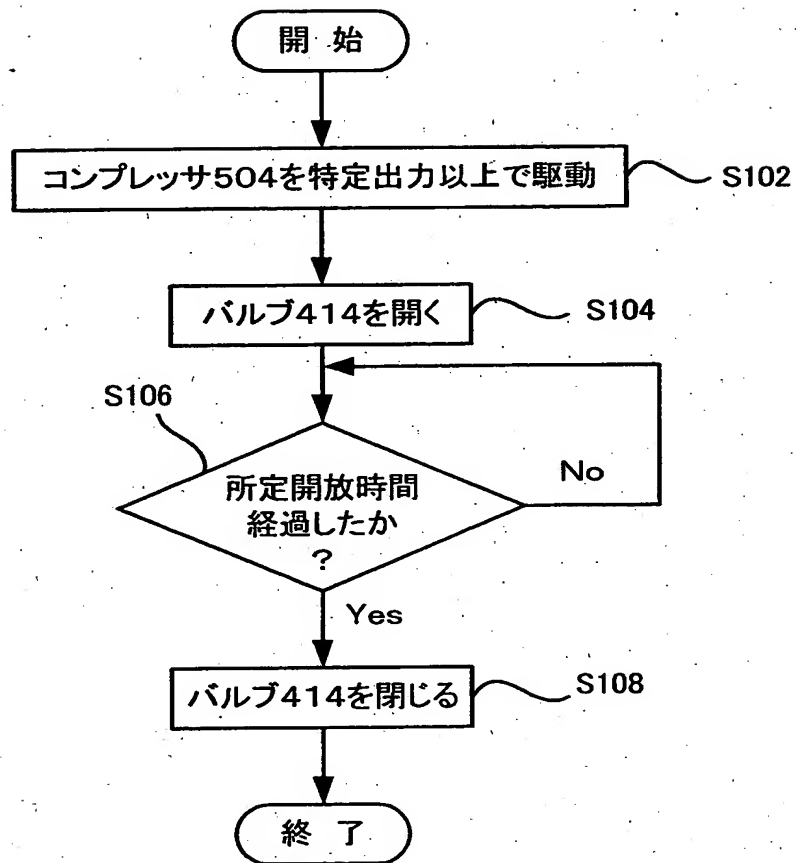 開 始
コンプレッサ504を特定出力以上で駆動
S102
バルブ414を開く
S104
S106
所定開放時間
経過したか
?
No
Yes
バルブ414を閉じる
S108
終 了